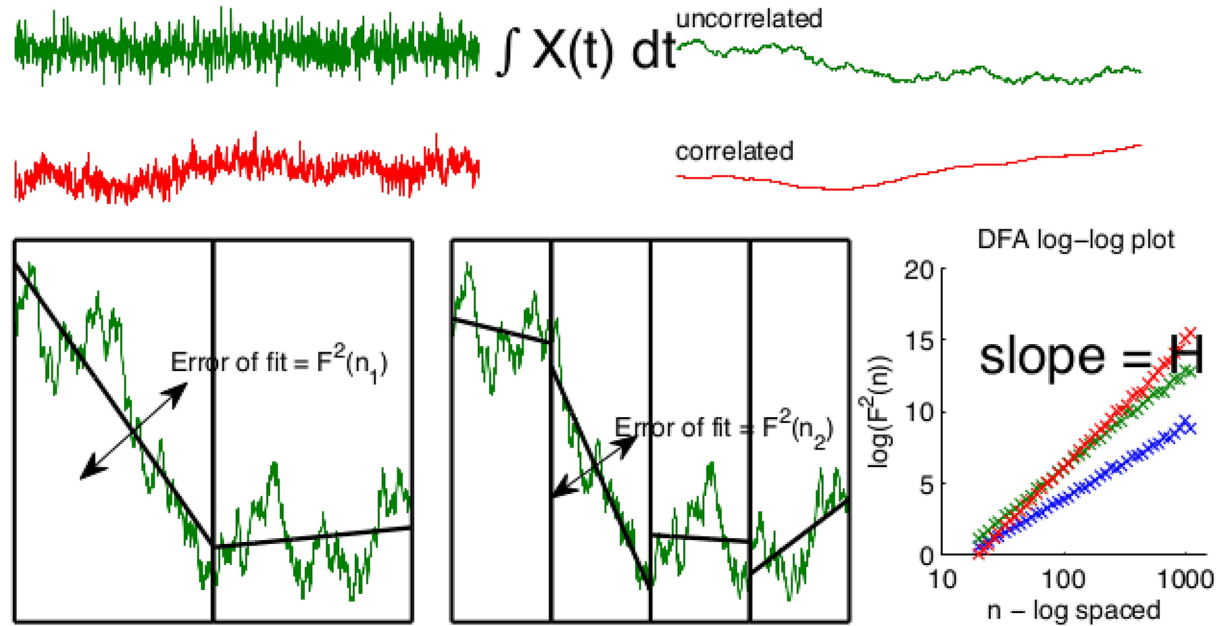 uncorrelated
∫ X(t) dt
correlated
Error of fit = F²(n₁)
Error of fit = F²(n₂)
DFA log−log plot
20
15
10
5
0
log(F²(n))
slope = H
10 100 1000
n − log spaced